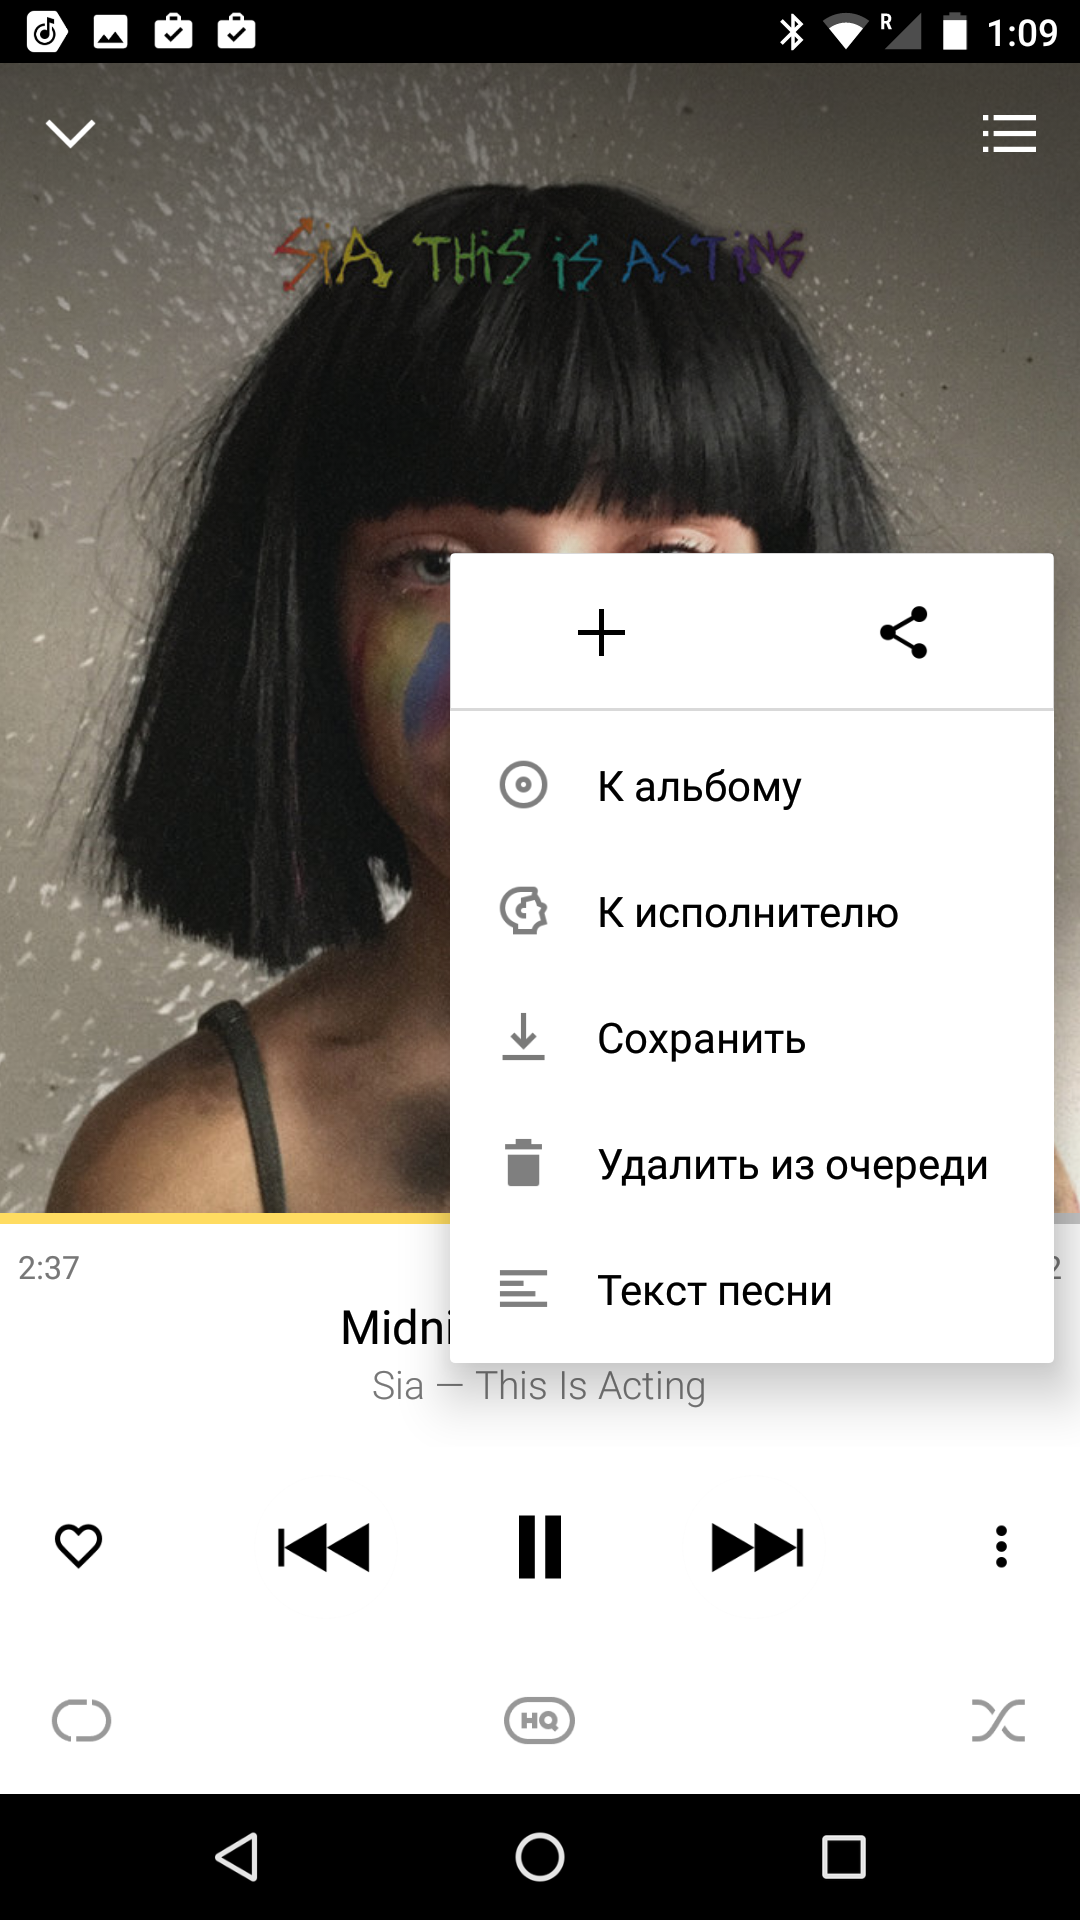 R 1:09
SiA THiS iS ACTiNG
К альбому
К исполнителю
Сохранить
Удалить из очереди
Текст песни
2:37
Sia — This Is Acting
HQ